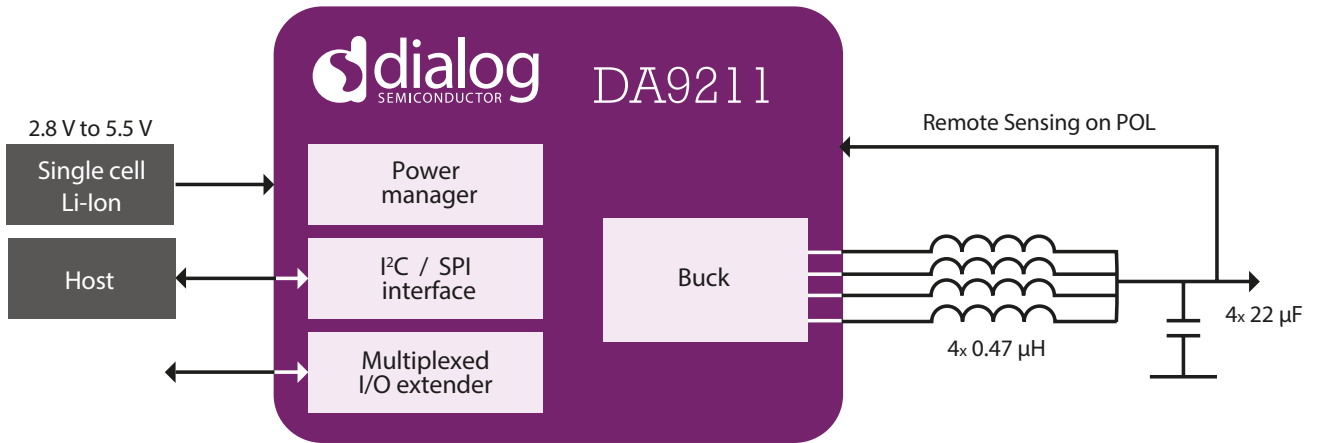 dialog
SEMICONDUCTOR
DA9211
2.8 V to 5.5 V
Single cell
Li-Ion
Host
Power
manager
I²C / SPI
interface
Multiplexed
I/O extender
Buck
Remote Sensing on POL
4x 0.47 µH
4x 22 µF